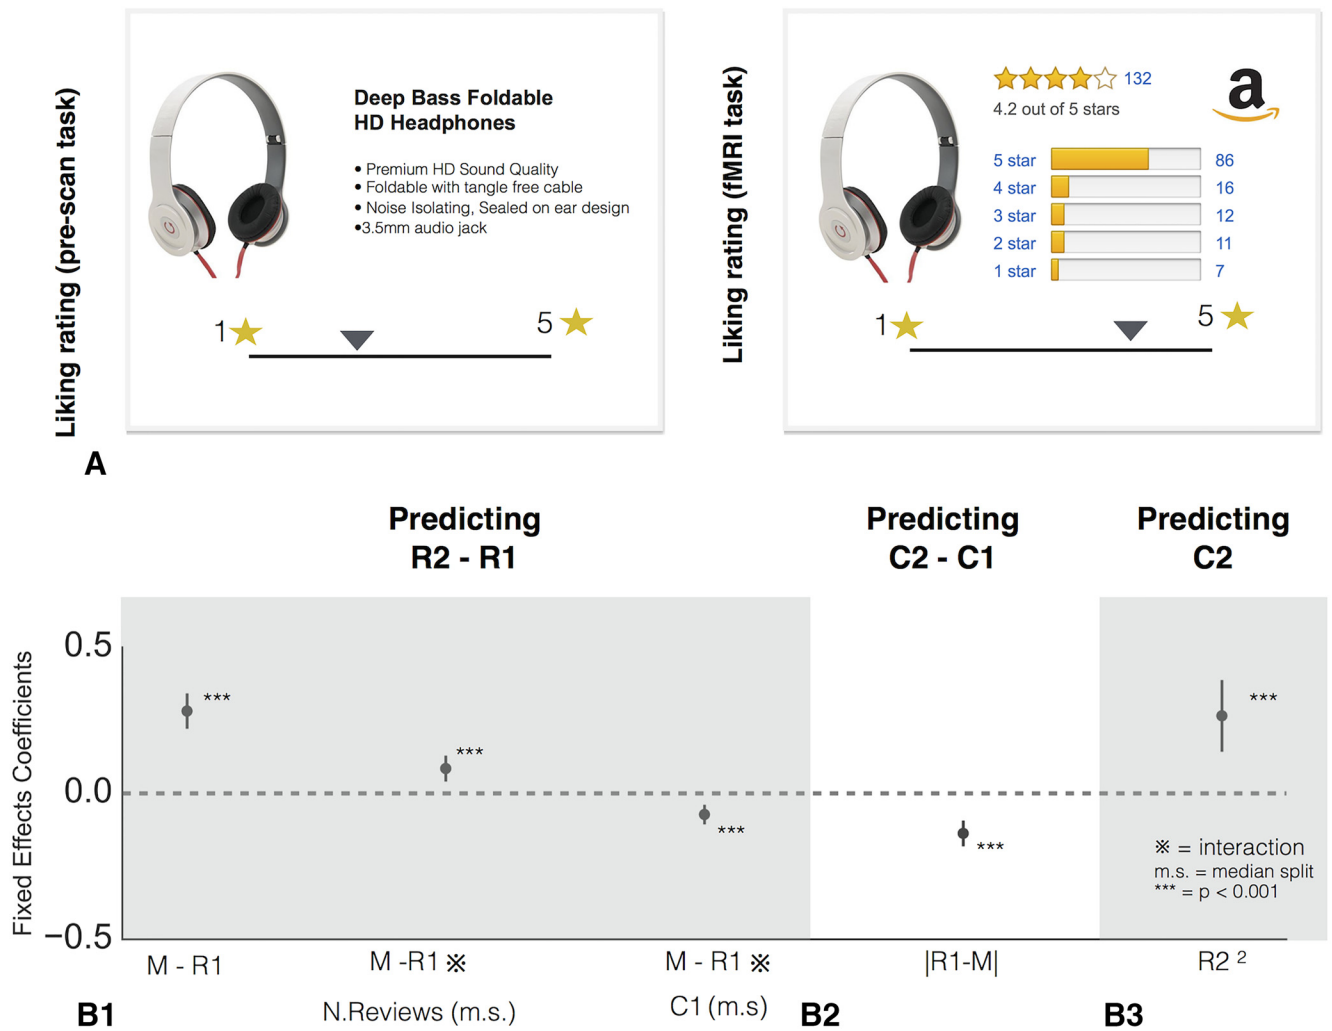 Liking rating (pre-scan task)
Deep Bass Foldable
HD Headphones
• Premium HD Sound Quality
• Foldable with tangle free cable
• Noise Isolating, Sealed on ear design
•3.5mm audio jack
1
5
A
Liking rating (fMRI task)
132
4.2 out of 5 stars
a
5 star 86
4 star 16
3 star 12
2 star 11
1 star 7
1
5
Predicting
R2 - R1
Predicting
C2 - C1
Predicting
C2
Fixed Effects Coefficients
0.5
0.0
−0.5
***
***
***
***
***
※ = interaction
m.s. = median split
*** = p < 0.001
M - R1
M -R1 ※
N.Reviews (m.s.)
M - R1 ※
C1 (m.s)
|R1-M|
R2 ²
B1
B2
B3